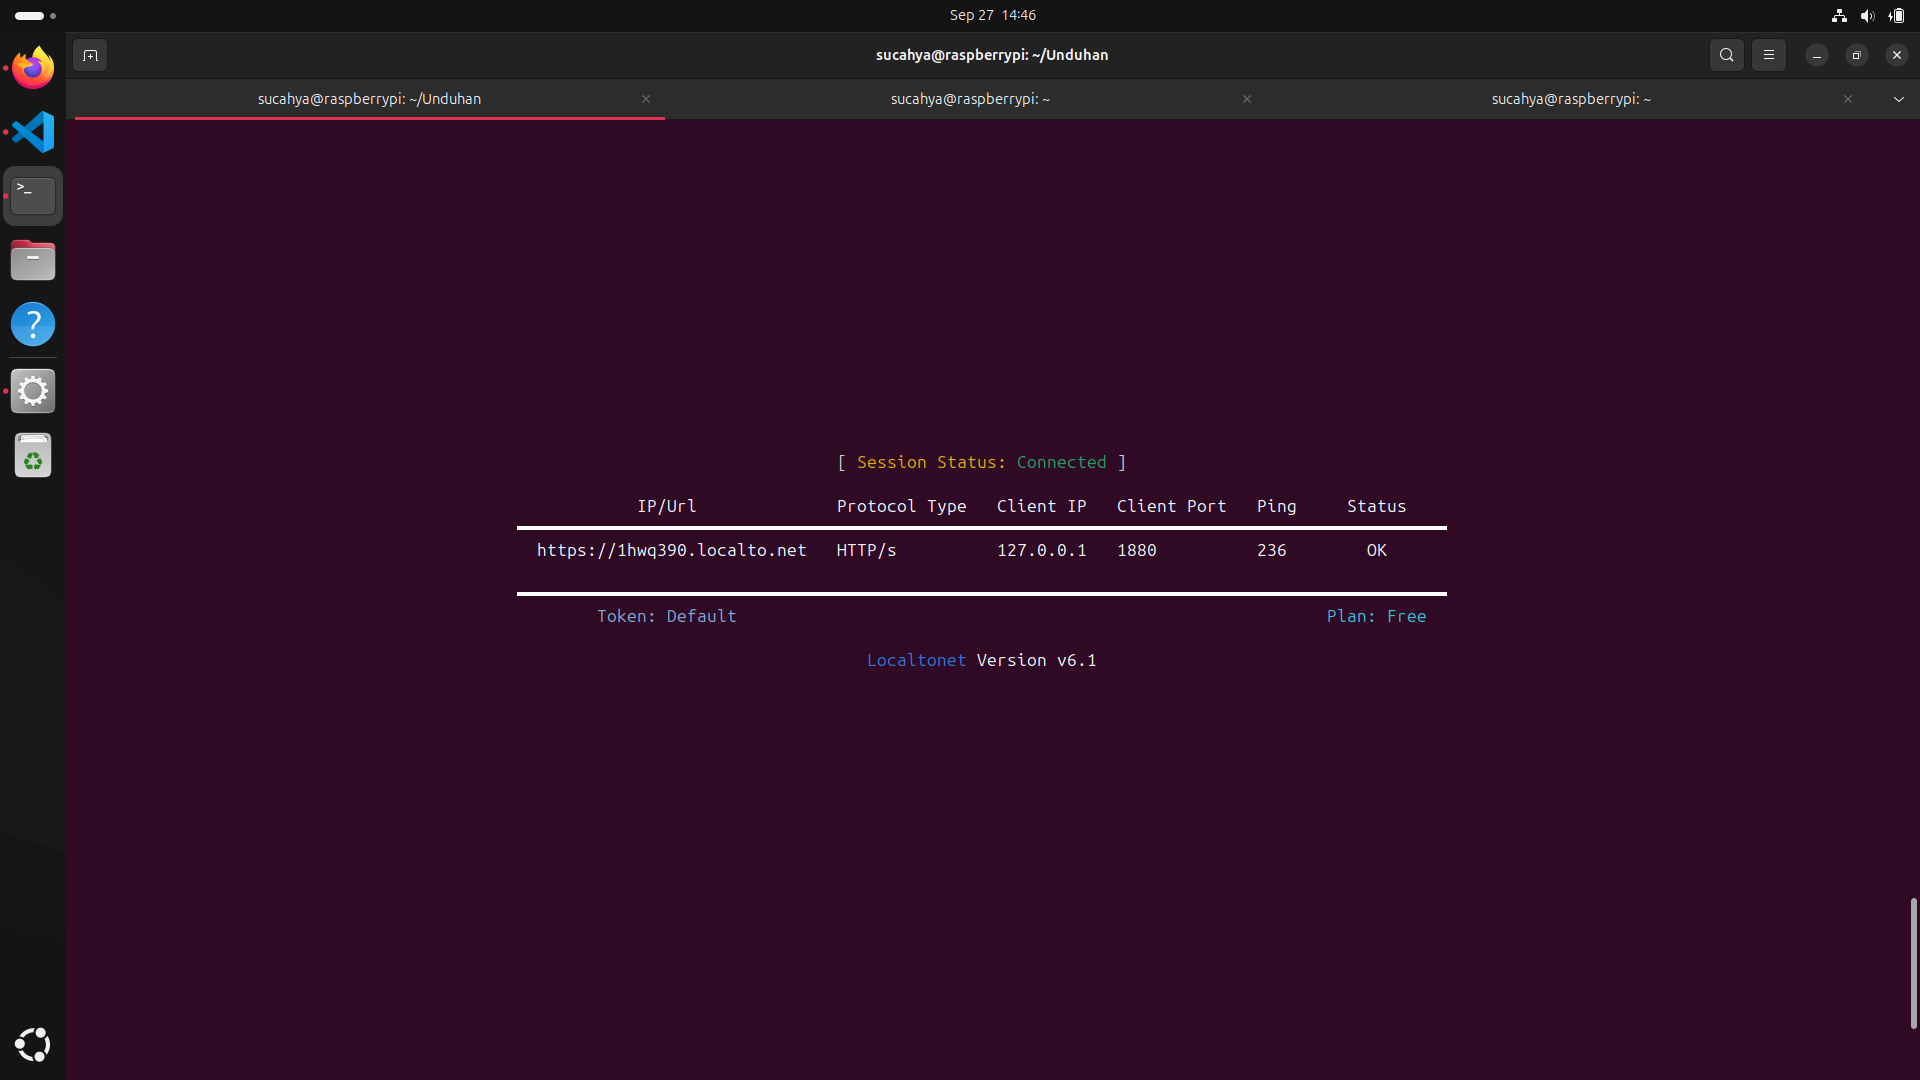 Sep 27 14:46
sucahya@raspberrypi: ~/Unduhan
sucahya@raspberrypi: ~/Unduhan
sucahya@raspberrypi: ~
sucahya@raspberrypi: ~
>_
?
[ Session Status: Connected ]
IP/Url Protocol Type Client IP Client Port Ping Status
https://1hwq390.localto.net HTTP/s 127.0.0.1 1880 236 OK
Token: Default Plan: Free
Localtonet Version v6.1